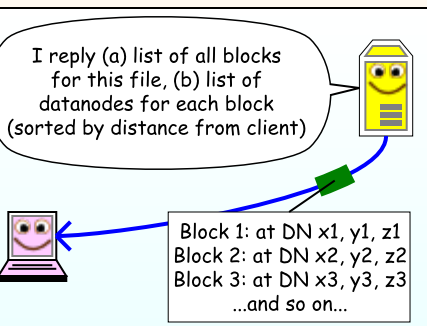 I reply (a) list of all blocks
for this file, (b) list of
datanodes for each block
(sorted by distance from client)
Block 1: at DN x1, y1, z1
Block 2: at DN x2, y2, z2
Block 3: at DN x3, y3, z3
...and so on...